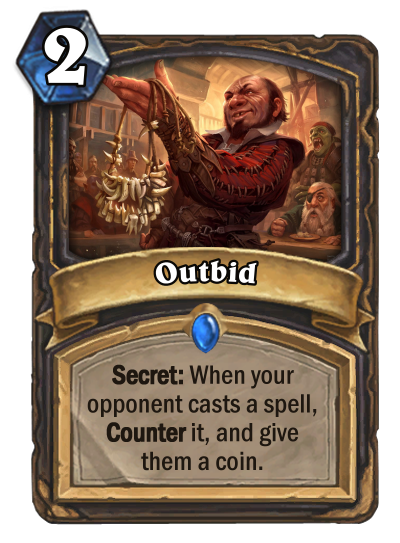 2
Outbid
Secret: When your
opponent casts a spell,
Counter it, and give
them a coin.